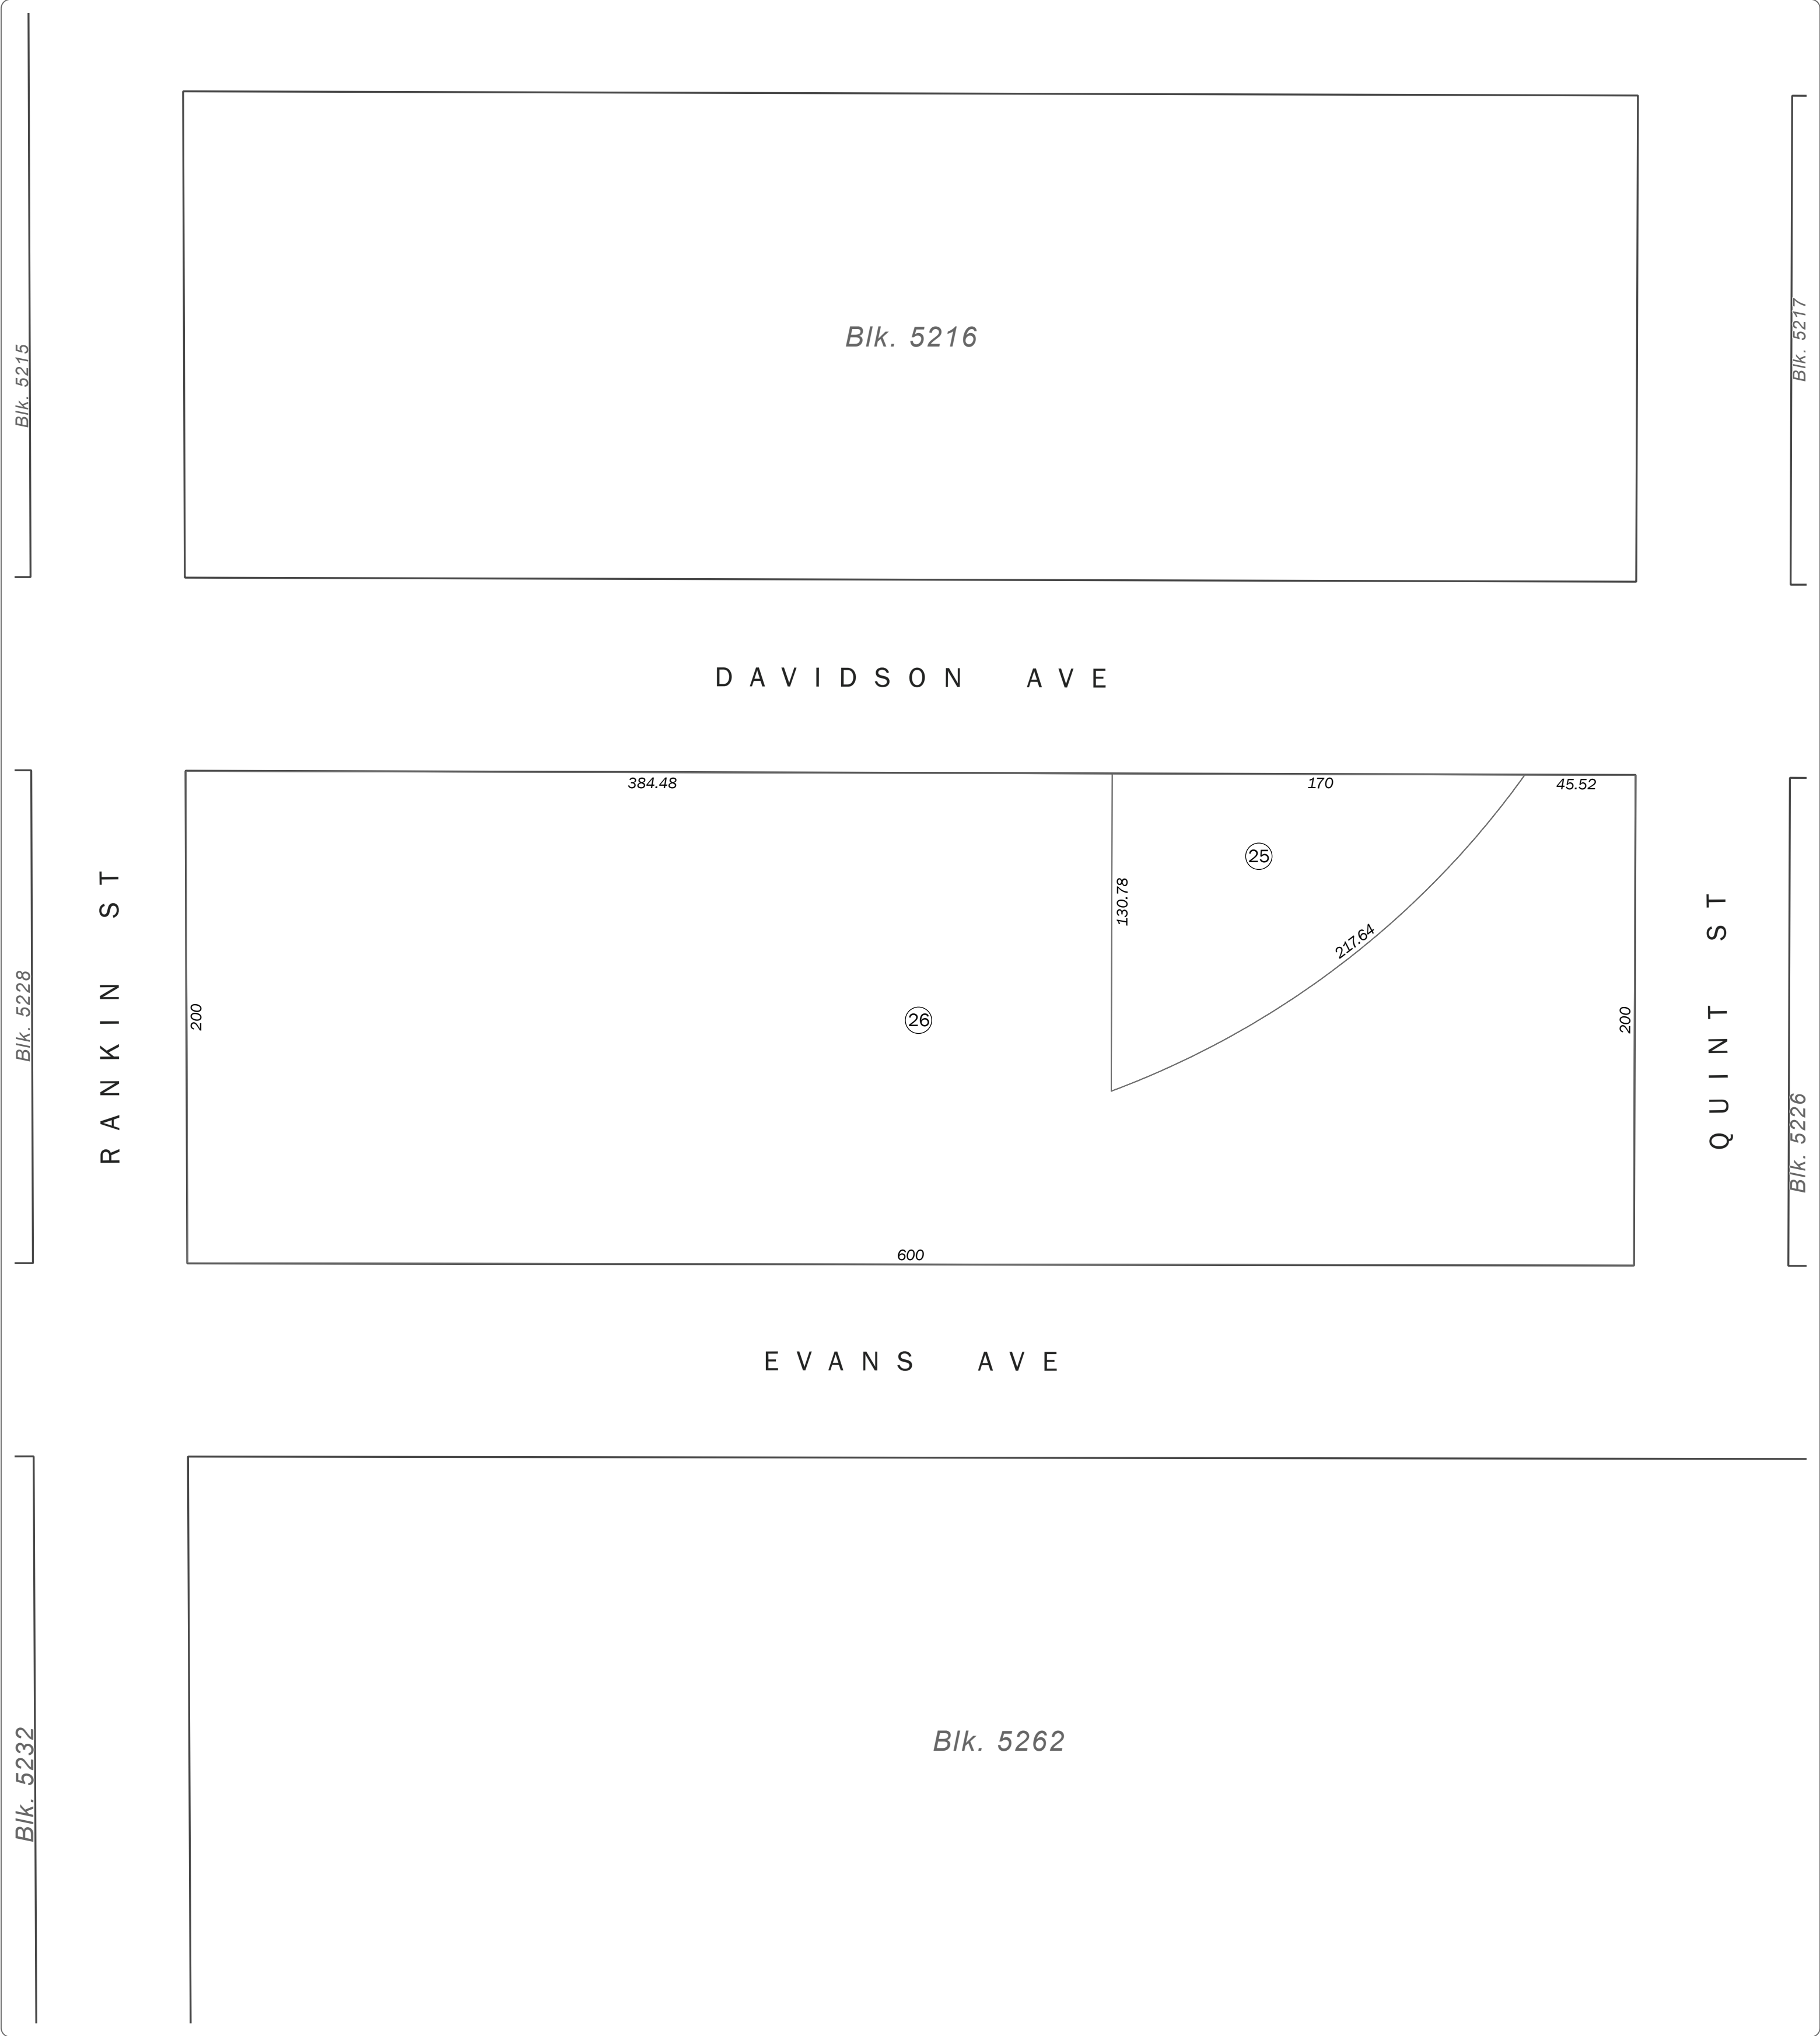 Blk. 5215
Blk. 5216
Blk. 5217
DAVIDSON AVE
384.48
170
45.52
25
130.78
217.64
RANKIN ST
QUINT ST
Blk. 5228
200
26
200
Blk. 5226
600
EVANS AVE
Blk. 5232
Blk. 5262